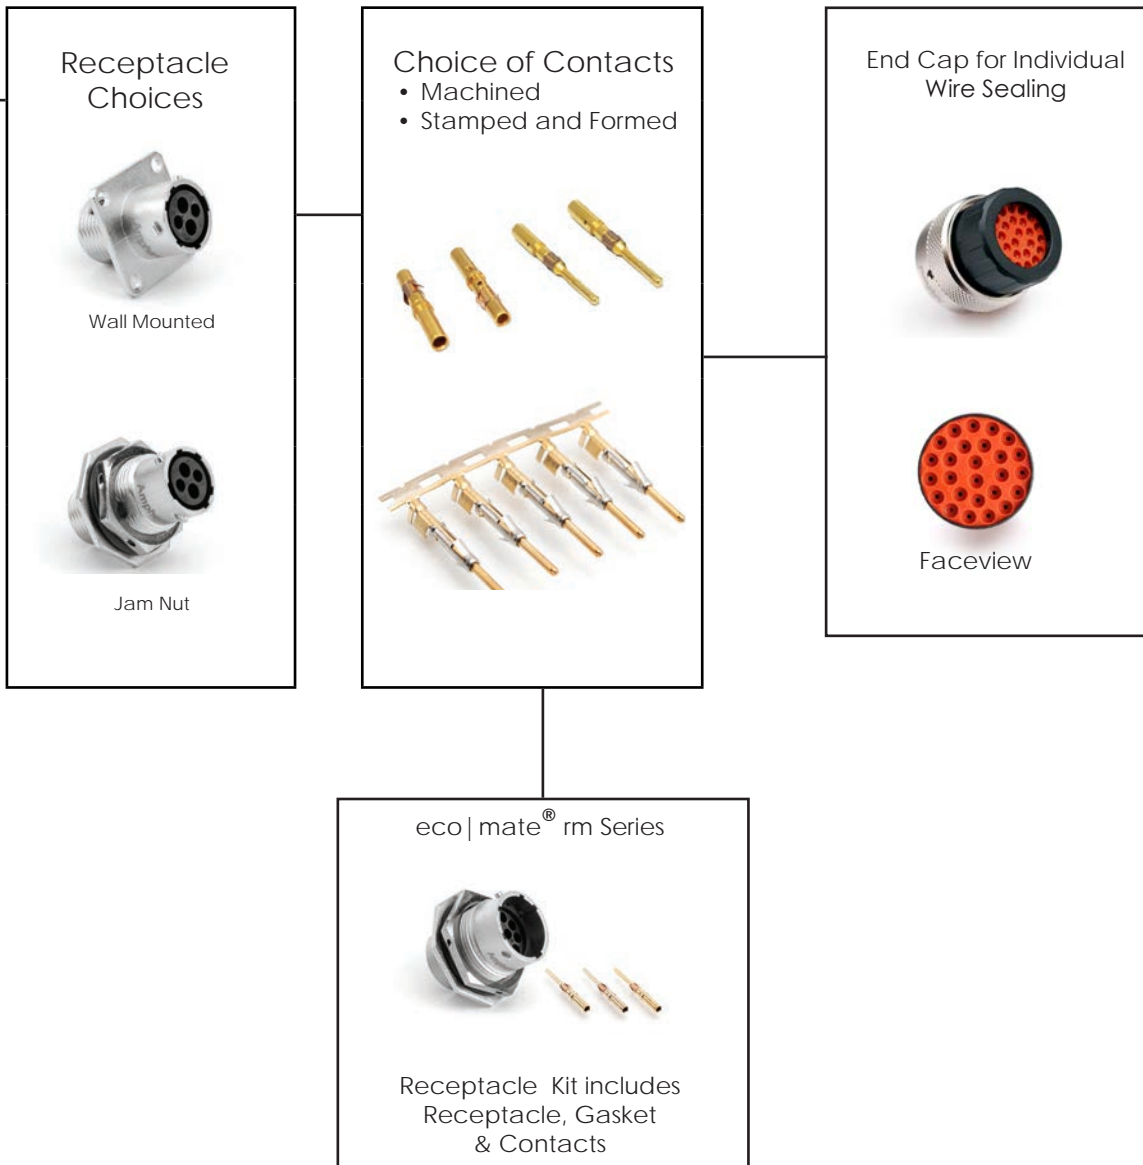 Receptacle
Choices
Wall Mounted
Jam Nut
Choice of Contacts
• Machined
• Stamped and Formed
End Cap for Individual
Wire Sealing
Faceview
eco|mate® rm Series
Receptacle Kit includes
Receptacle, Gasket
& Contacts